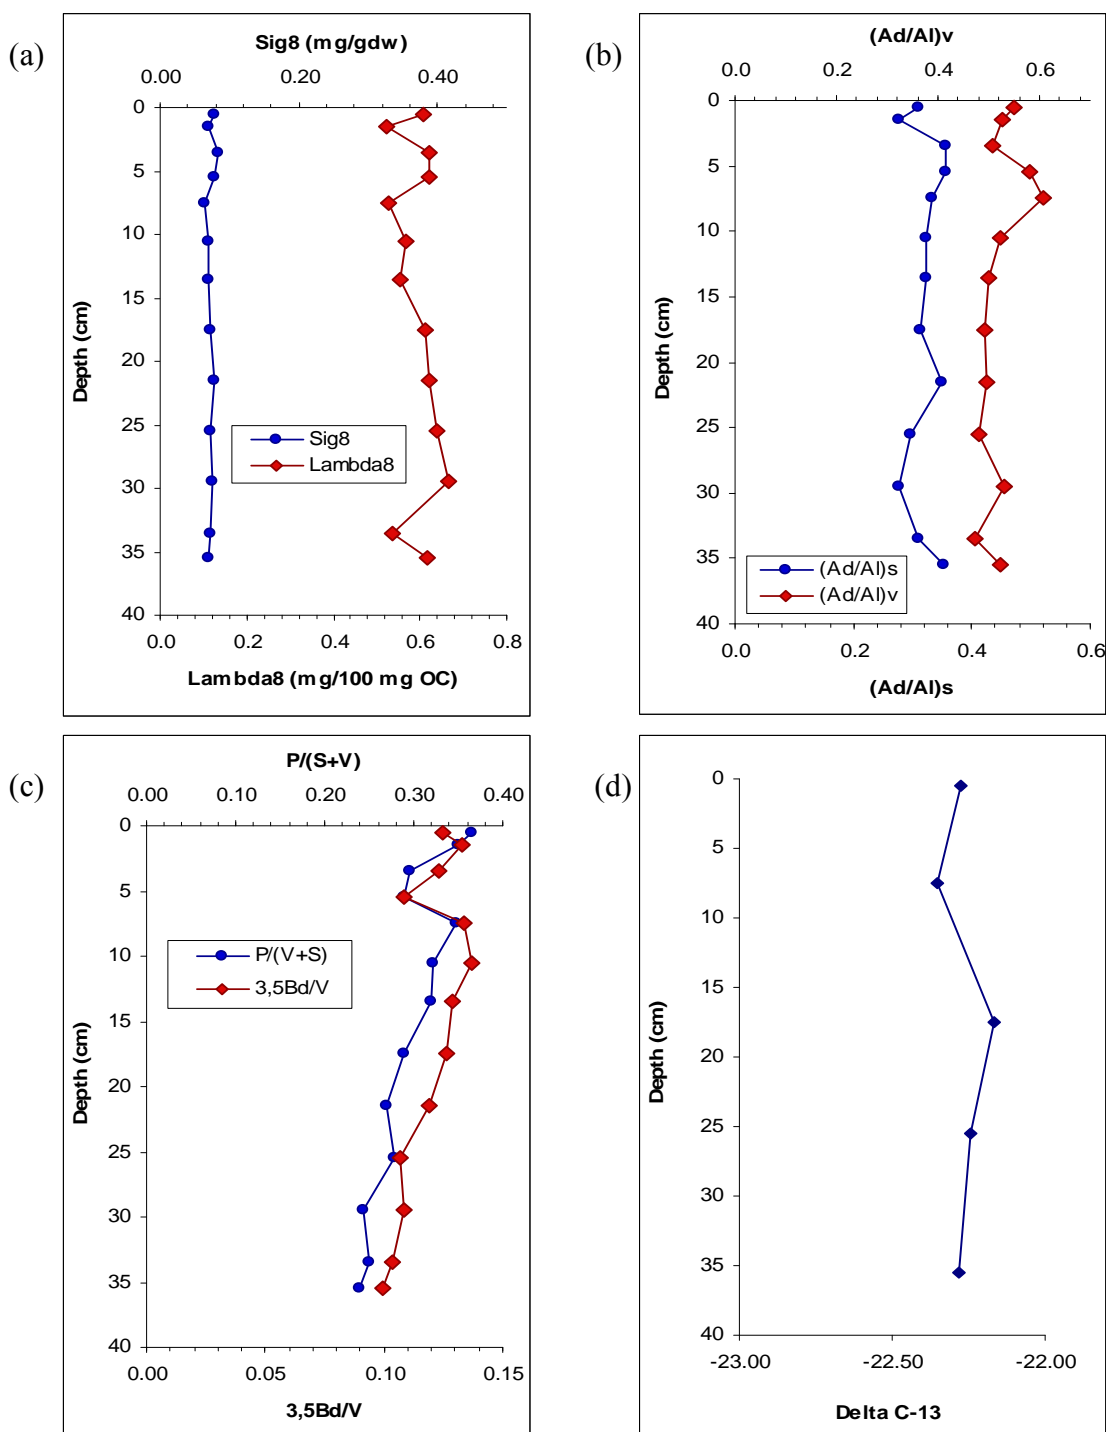 (a)
Sig8 (mg/gdw)
0.00 0.20 0.40
0
5
10
15
20
25
30
35
40
Depth (cm)
Sig8
Lambda8
0.0 0.2 0.4 0.6 0.8
Lambda8 (mg/100 mg OC)
(b)
(Ad/Al)v
0.0 0.2 0.4 0.6
0
5
10
15
20
25
30
35
40
Depth (cm)
(Ad/Al)s
(Ad/Al)v
0.0 0.2 0.4 0.6
(Ad/Al)s
(c)
P/(S+V)
0.00 0.10 0.20 0.30 0.40
0
5
10
15
20
25
30
35
40
Depth (cm)
P/(V+S)
3,5Bd/V
0.00 0.05 0.10 0.15
3,5Bd/V
(d)
0
5
10
15
20
25
30
35
40
Depth (cm)
-23.00 -22.50 -22.00
Delta C-13